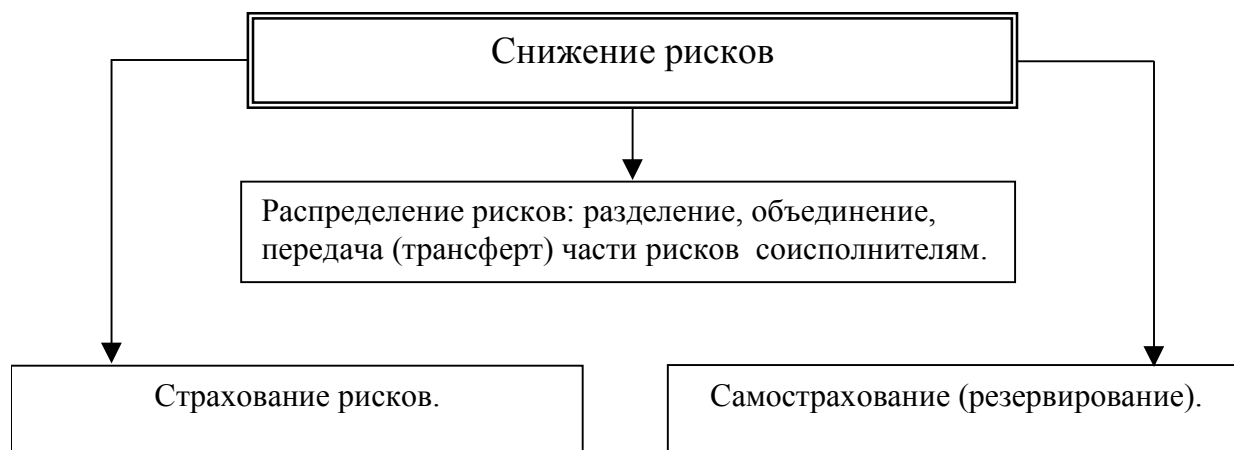 Снижение рисков
Распределение рисков: разделение, объединение,
передача (трансферт) части рисков соисполнителям.
Страхование рисков.
Самострахование (резервирование).